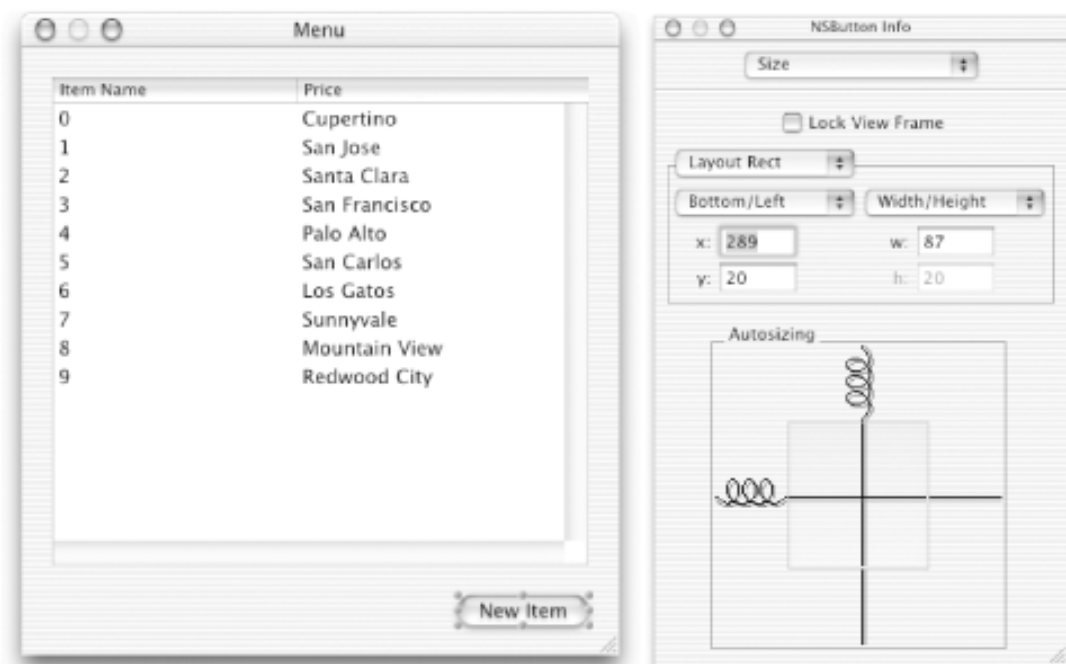 Menu
Item Name Price
0 Cupertino
1 San Jose
2 Santa Clara
3 San Francisco
4 Palo Alto
5 San Carlos
6 Los Gatos
7 Sunnyvale
8 Mountain View
9 Redwood City
New Item
NSButton Info
Size
Lock View Frame
Layout Rect
Bottom/Left Width/Height
x: 289 w: 87
y: 20 h: 20
Autosizing